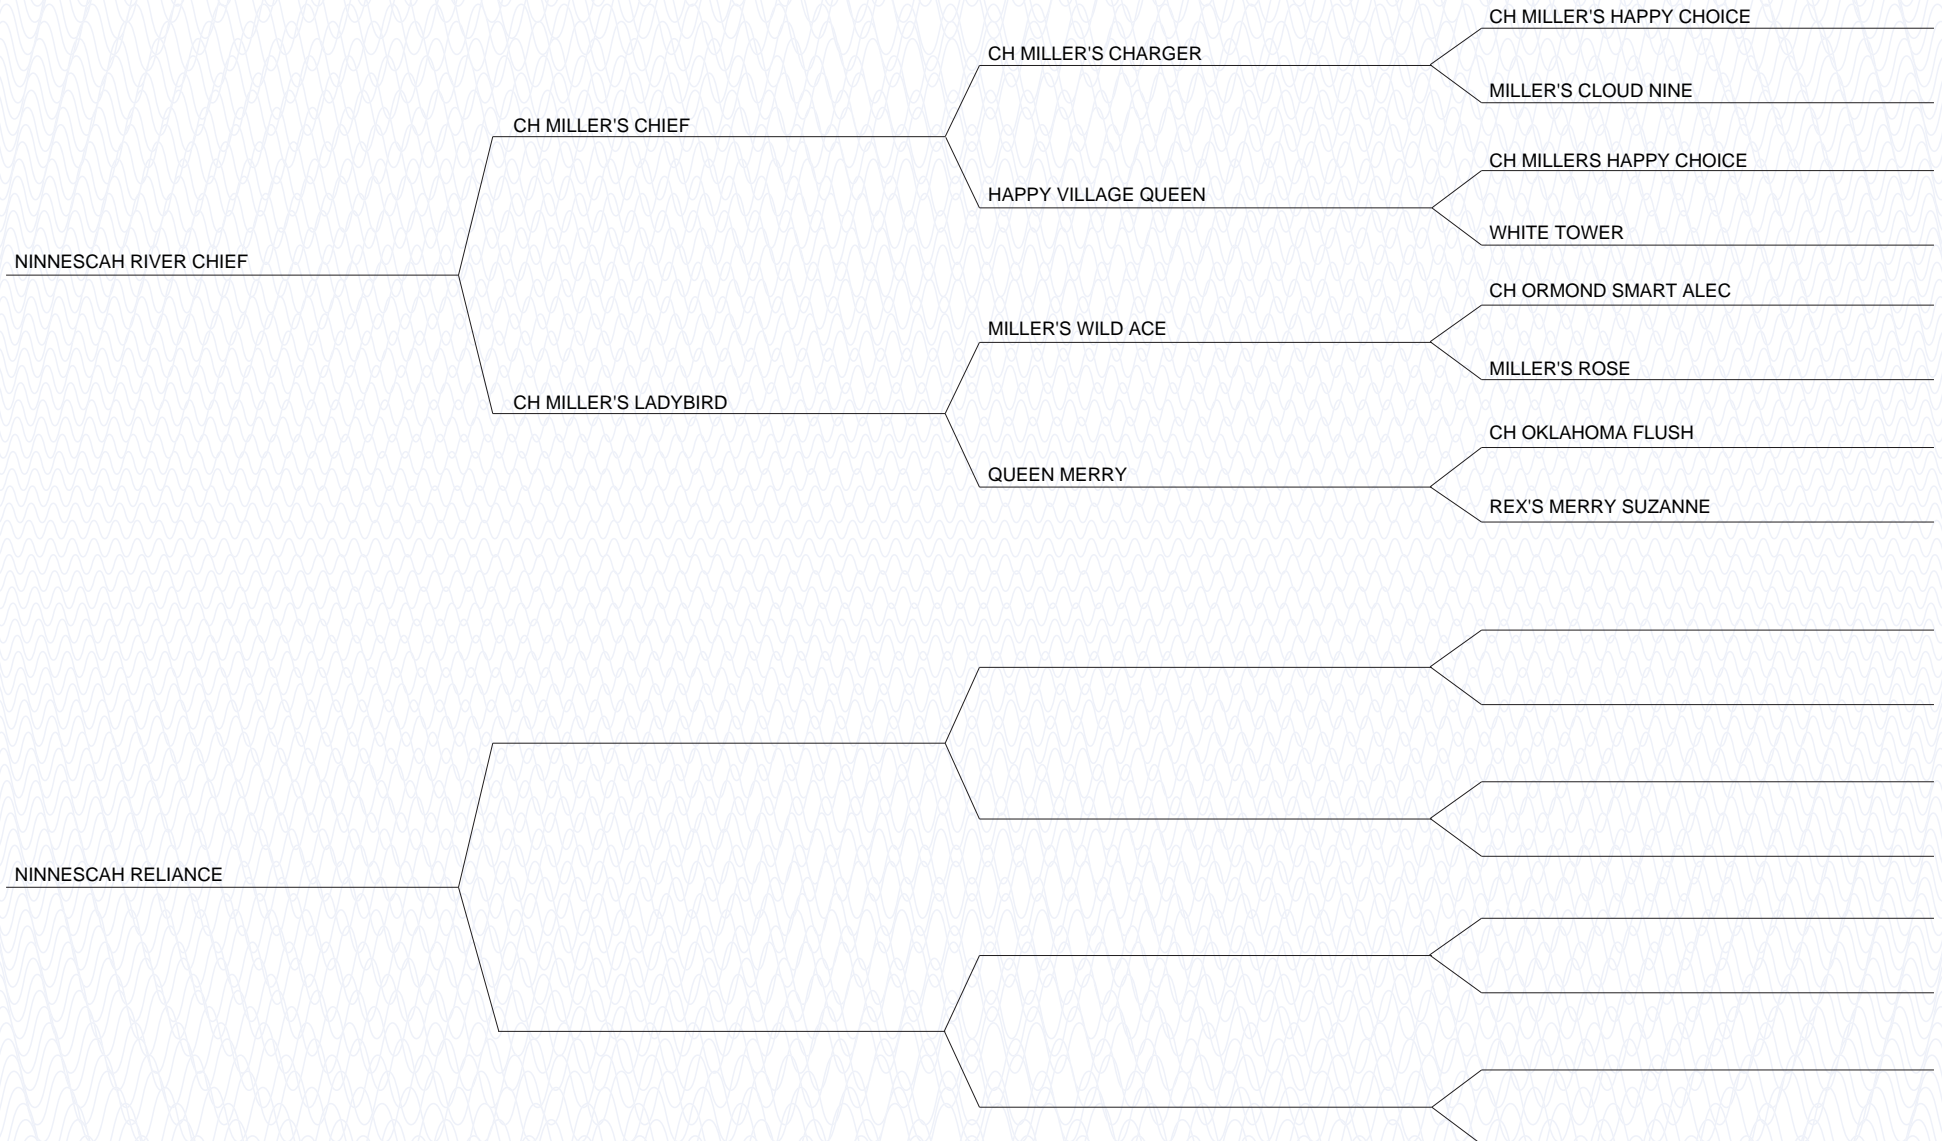 CH MILLER'S HAPPY CHOICE
CH MILLER'S CHARGER
MILLER'S CLOUD NINE
CH MILLER'S CHIEF
CH MILLERS HAPPY CHOICE
HAPPY VILLAGE QUEEN
WHITE TOWER
NINNESCAH RIVER CHIEF
CH ORMOND SMART ALEC
MILLER'S WILD ACE
MILLER'S ROSE
CH MILLER'S LADYBIRD
CH OKLAHOMA FLUSH
QUEEN MERRY
REX'S MERRY SUZANNE
NINNESCAH RELIANCE